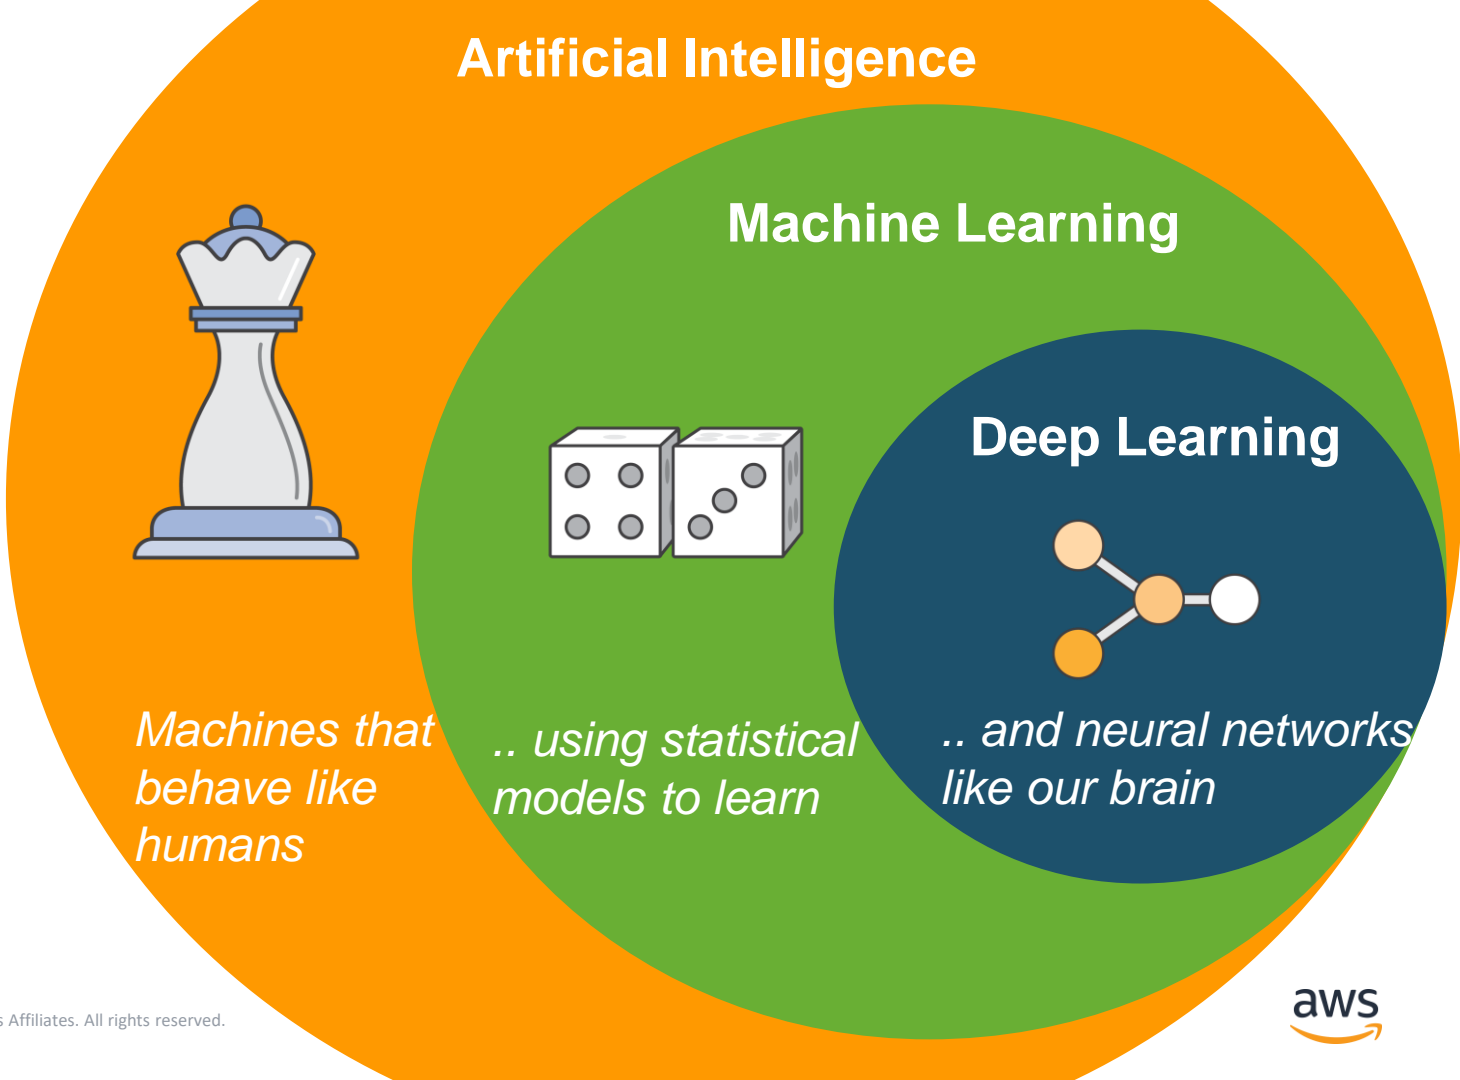 Artificial Intelligence
Machine Learning
Deep Learning
Machines that
behave like
humans
.. using statistical
models to learn
.. and neural networks
like our brain
s Affiliates. All rights reserved.
aws